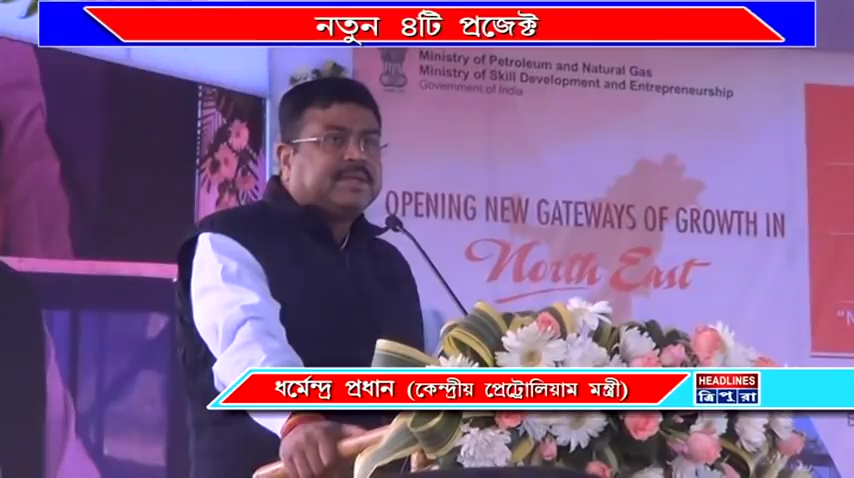 নতুন ৪টি প্রজেক্ট
Ministry of Petroleum and Natural Gas
Ministry of Skill Development and Entrepreneurship
Government of India
OPENING NEW GATEWAYS OF GROWTH IN
North East
ধর্মেন্দ্র প্রধান (কেন্দ্রীয় প্রেট্রোলিয়াম মন্ত্রী)
HEADLINES
ত্রিপুরা